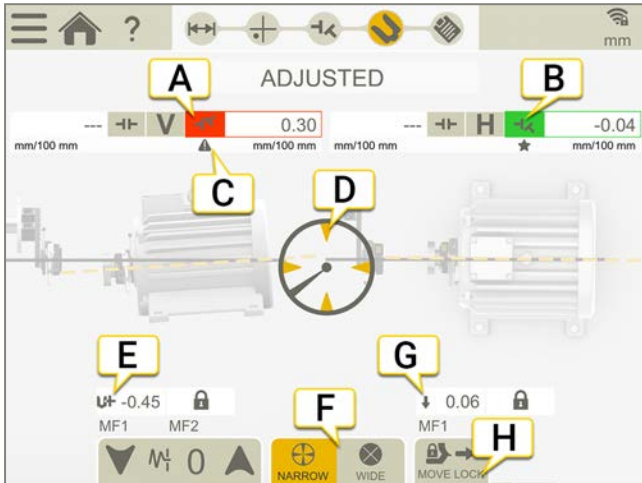 ?
mm
A
ADJUSTED
B
--- V 0.30
--- H -0.04
mm/100 mm mm/100 mm
mm/100 mm mm/100 mm
C
D
E
G
-0.45
0.06
F
MF1 MF2
MF1
H
0
NARROW
WIDE
MOVE LOCK